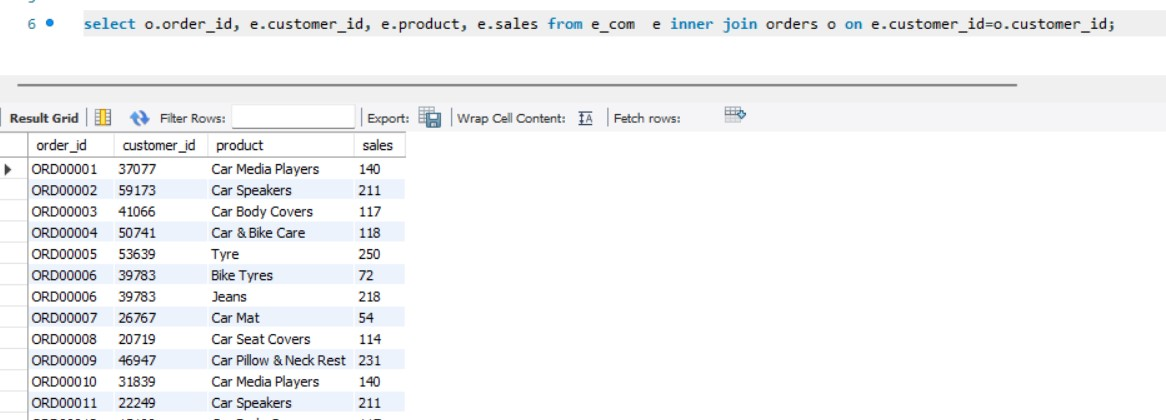 6 select o.order_id, e.customer_id, e.product, e.sales from e_com  e inner join orders o on e.customer_id=o.customer_id;
Result Grid Filter Rows: Export: Wrap Cell Content: IA Fetch rows:
order_id customer_id product sales
ORD00001 37077 Car Media Players 140
ORD00002 59173 Car Speakers 211
ORD00003 41066 Car Body Covers 117
ORD00004 50741 Car & Bike Care 118
ORD00005 53639 Tyre 250
ORD00006 39783 Bike Tyres 72
ORD00006 39783 Jeans 218
ORD00007 26767 Car Mat 54
ORD00008 20719 Car Seat Covers 114
ORD00009 46947 Car Pillow & Neck Rest 231
ORD00010 31839 Car Media Players 140
ORD00011 22249 Car Speakers 211